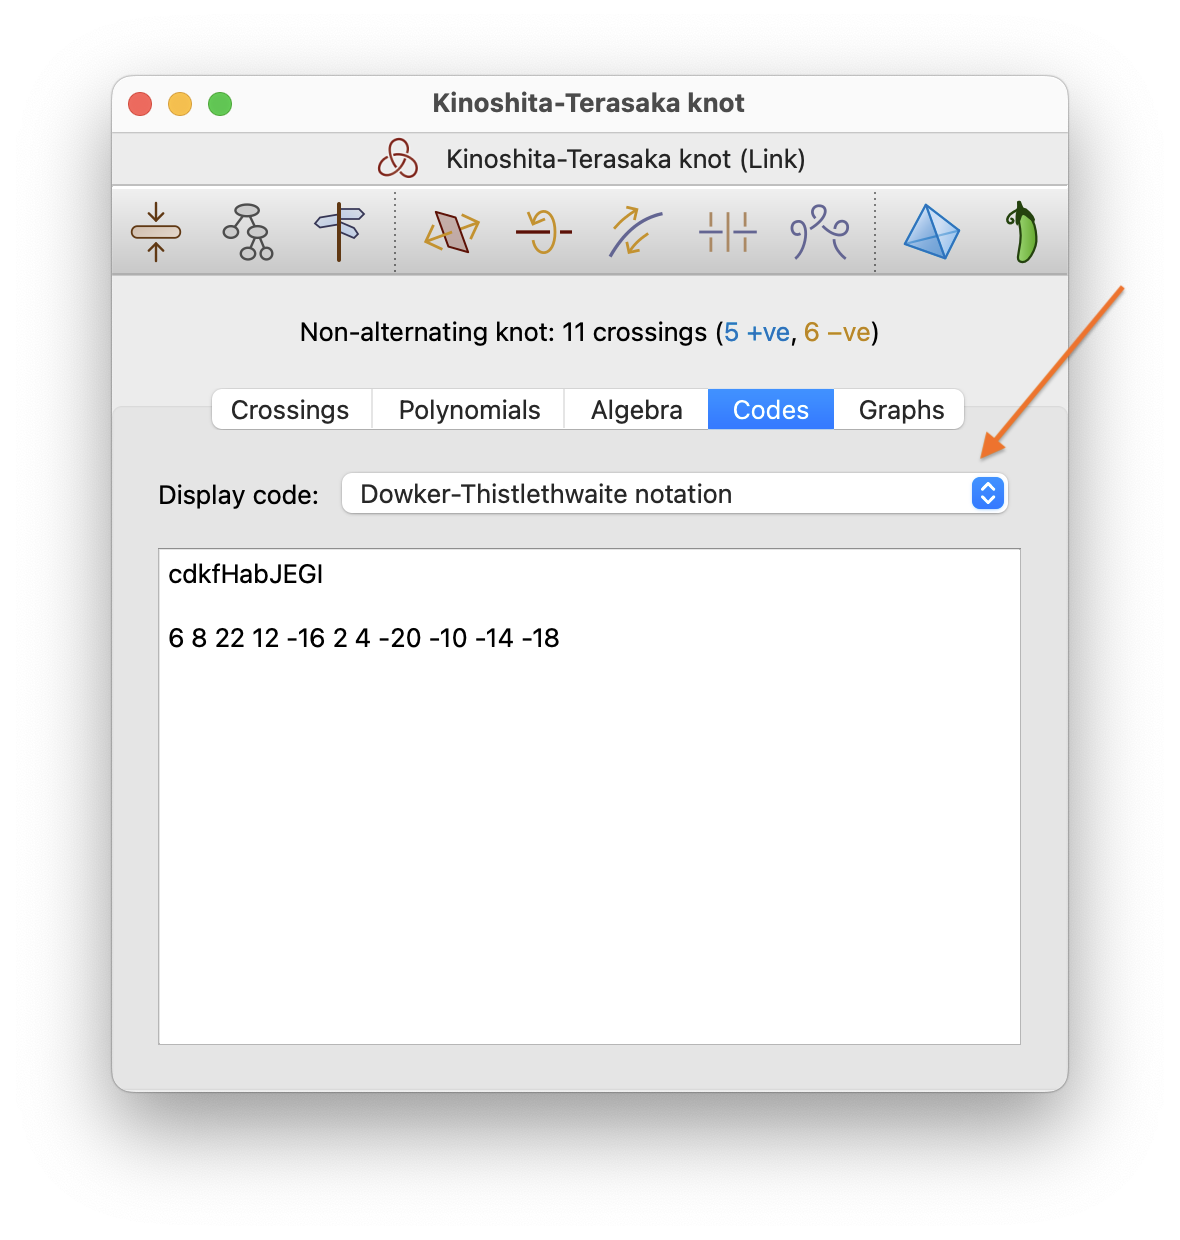 Kinoshita-Terasaka knot
Kinoshita-Terasaka knot (Link)
Non-alternating knot: 11 crossings (5 +ve, 6 −ve)
Crossings Polynomials Algebra Codes Graphs
Display code: Dowker-Thistlethwaite notation
cdkfHabJEGI
6 8 22 12 -16 2 4 -20 -10 -14 -18